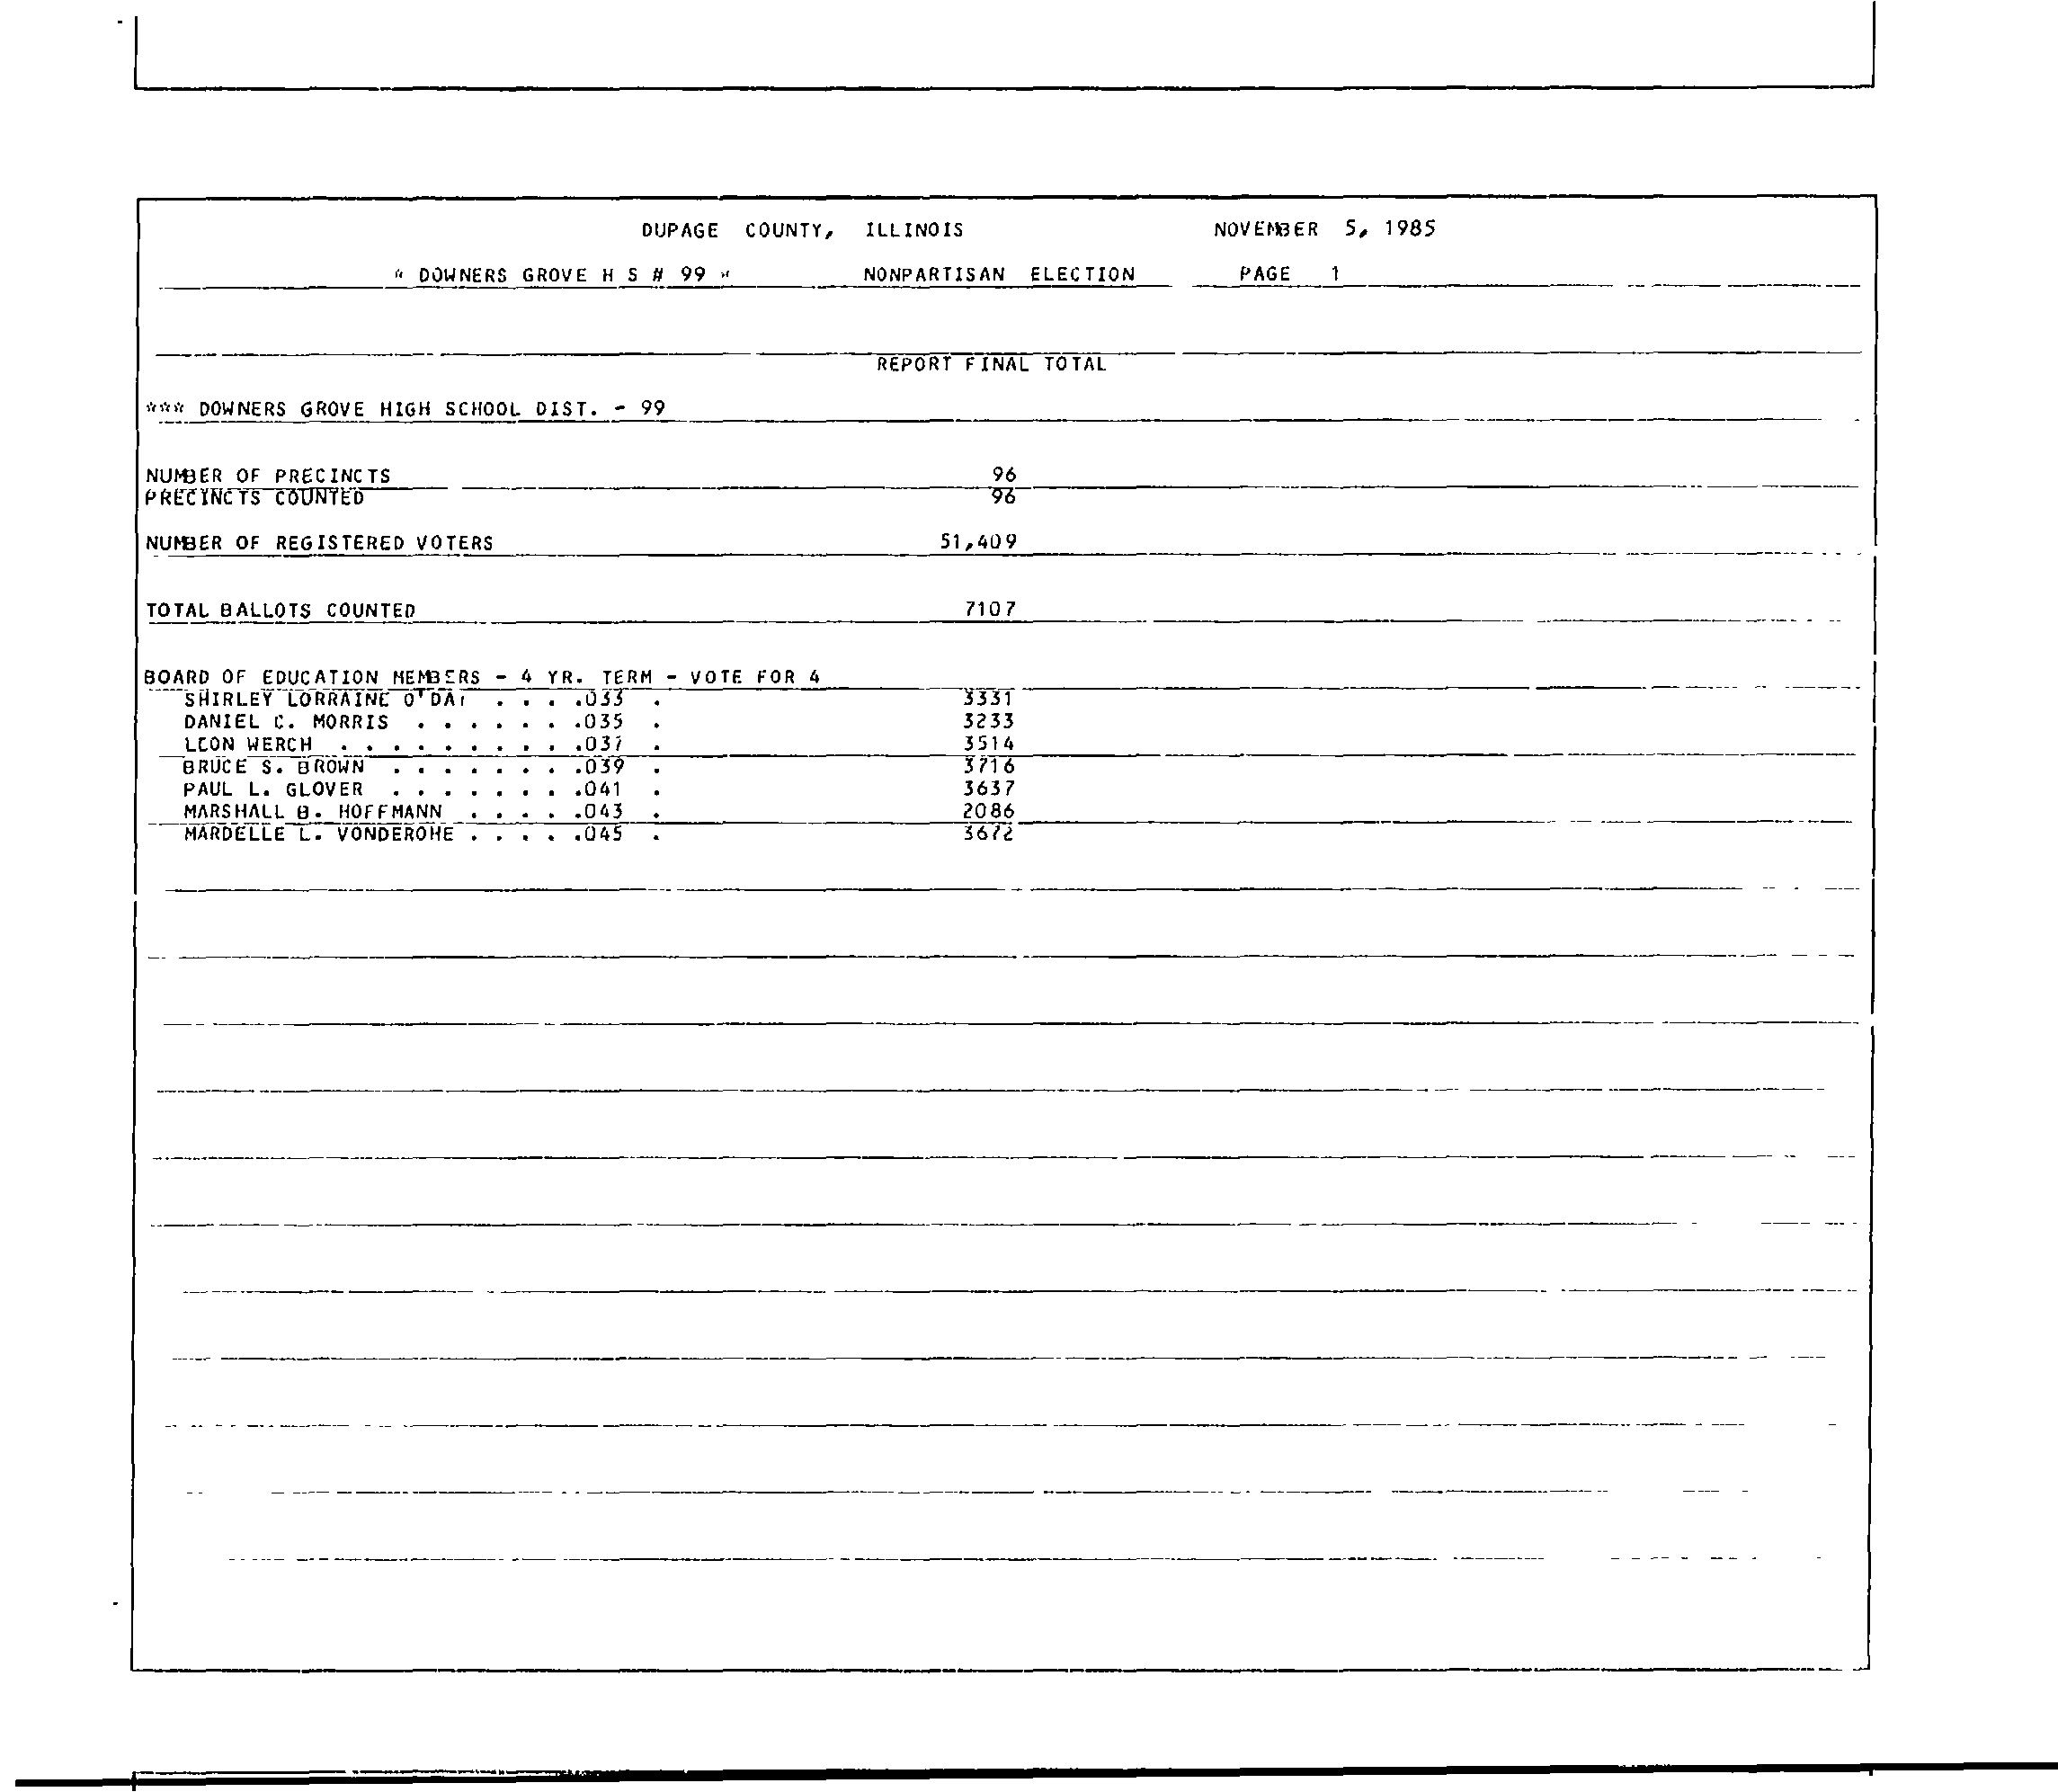 DUPAGE COUNTY, ILLINOIS NOVEMBER 5, 1985
* DOWNERS GROVE H S # 99 * NONPARTISAN ELECTION PAGE 1
REPORT FINAL TOTAL
*** DOWNERS GROVE HIGH SCHOOL DIST. - 99
NUMBER OF PRECINCTS 96
PRECINCTS COUNTED 96
NUMBER OF REGISTERED VOTERS 51,409
TOTAL BALLOTS COUNTED 7107
BOARD OF EDUCATION MEMBERS - 4 YR. TERM - VOTE FOR 4
SHIRLEY LORRAINE O'DAY . . . .033 . 3331
DANIEL C. MORRIS . . . . . . .035 . 3233
LEON WERCH . . . . . . . . . .037 . 3514
BRUCE S. BROWN . . . . . . . .039 . 3716
PAUL L. GLOVER . . . . . . . .041 . 3637
MARSHALL B. HOFFMANN . . . . .043 . 2086
MARDELLE L. VONDEROHE . . . . .045 . 3672